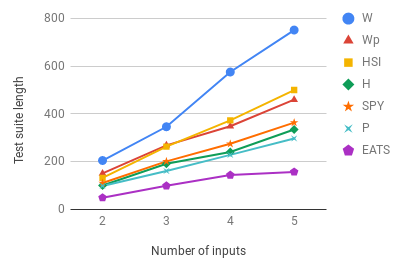 800
600
400
200
0
2 3 4 5
Test suite length
Number of inputs
W
Wp
HSI
H
SPY
P
EATS